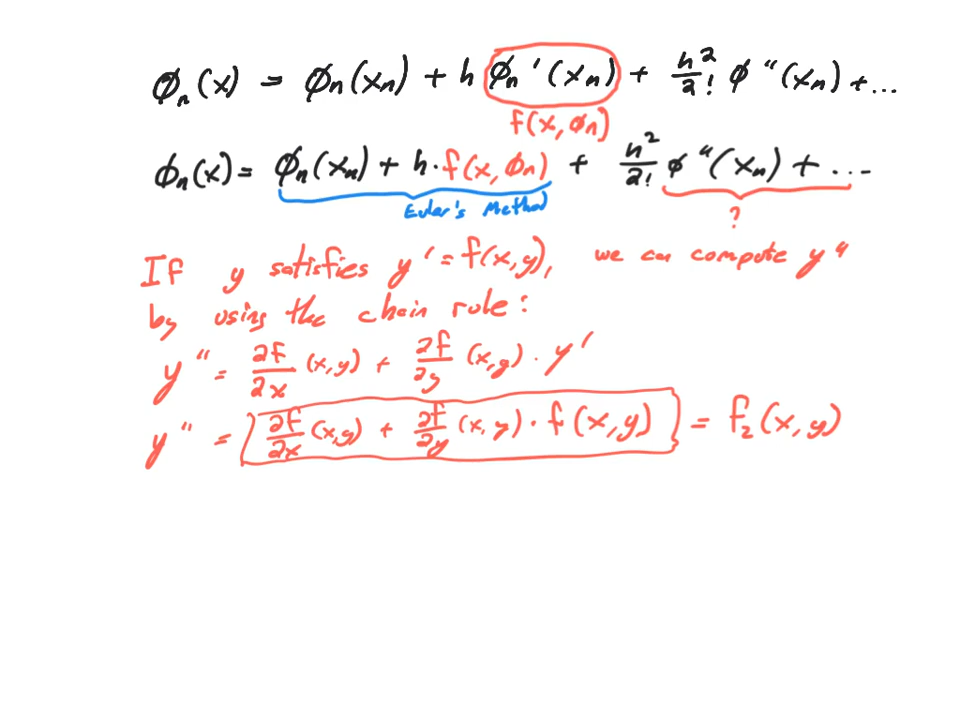 ϕₙ(x) = ϕₙ(xₙ) + h ϕₙ'(xₙ) + h²/2! ϕ"(xₙ) + ...
f(x, ϕₙ)
ϕₙ(x) = ϕₙ(xₙ) + h · f(x, ϕₙ) + h²/2! ϕ"(xₙ) + ...
Euler's Method
?
If y satisfies y' = f(x,y), we can compute y"
by using the chain rule:
y" = ∂f/∂x (x,y) + ∂f/∂y (x,y) · y'
y" = ∂f/∂x (x,y) + ∂f/∂y (x,y) · f(x,y) = f₂(x,y)